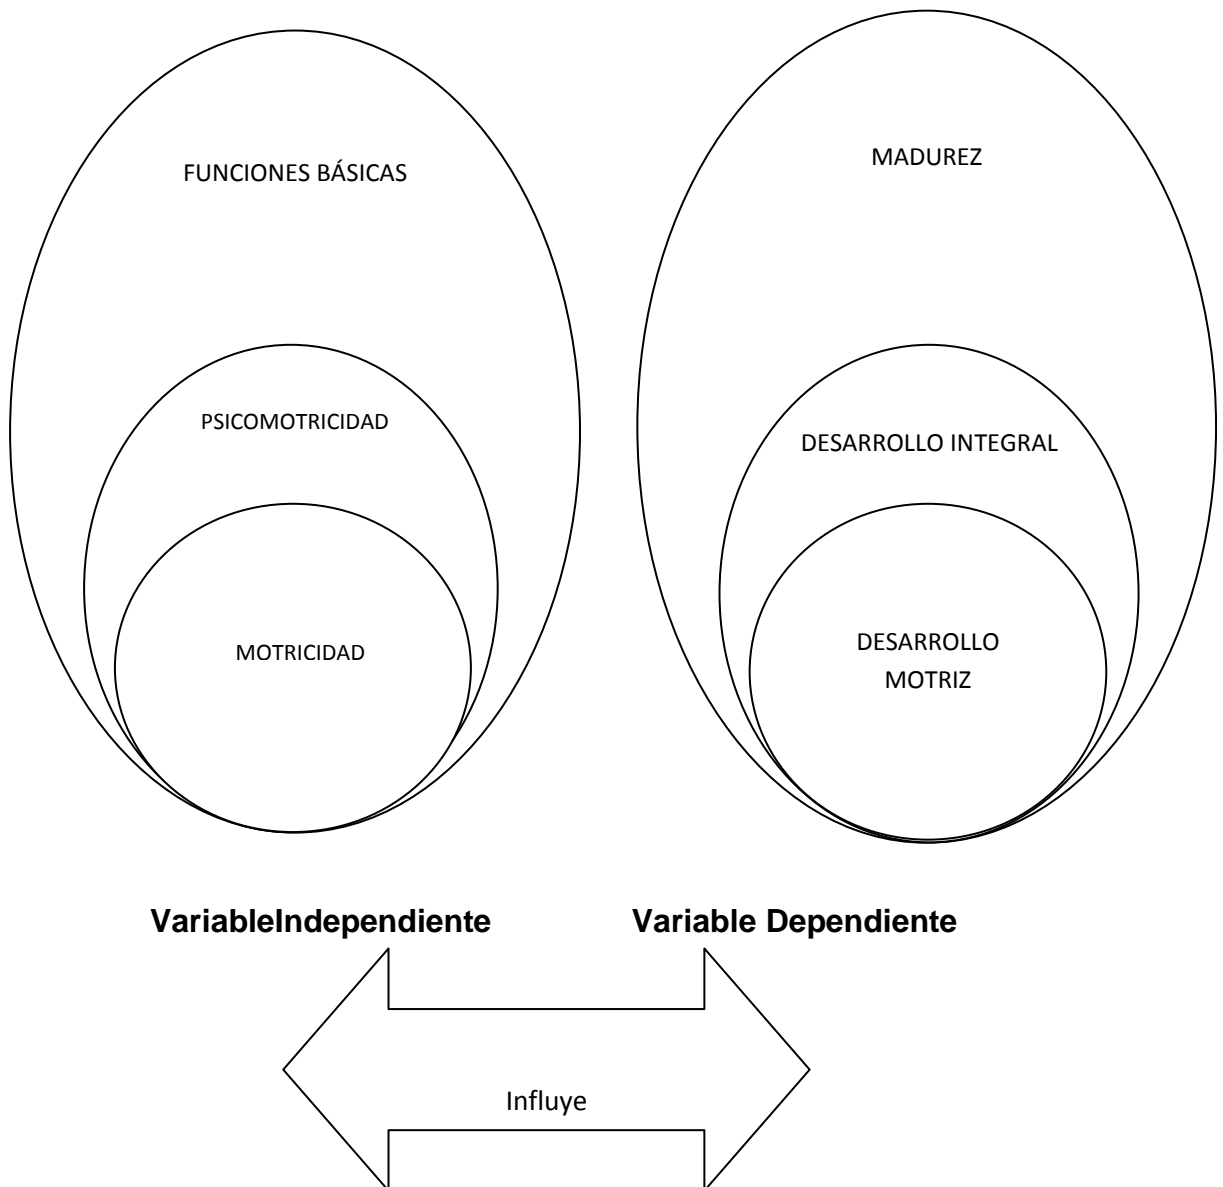 FUNCIONES BÁSICAS
PSICOMOTRICIDAD
MOTRICIDAD
MADUREZ
DESARROLLO INTEGRAL
DESARROLLO
MOTRIZ
VariableIndependiente
Variable Dependiente
Influye